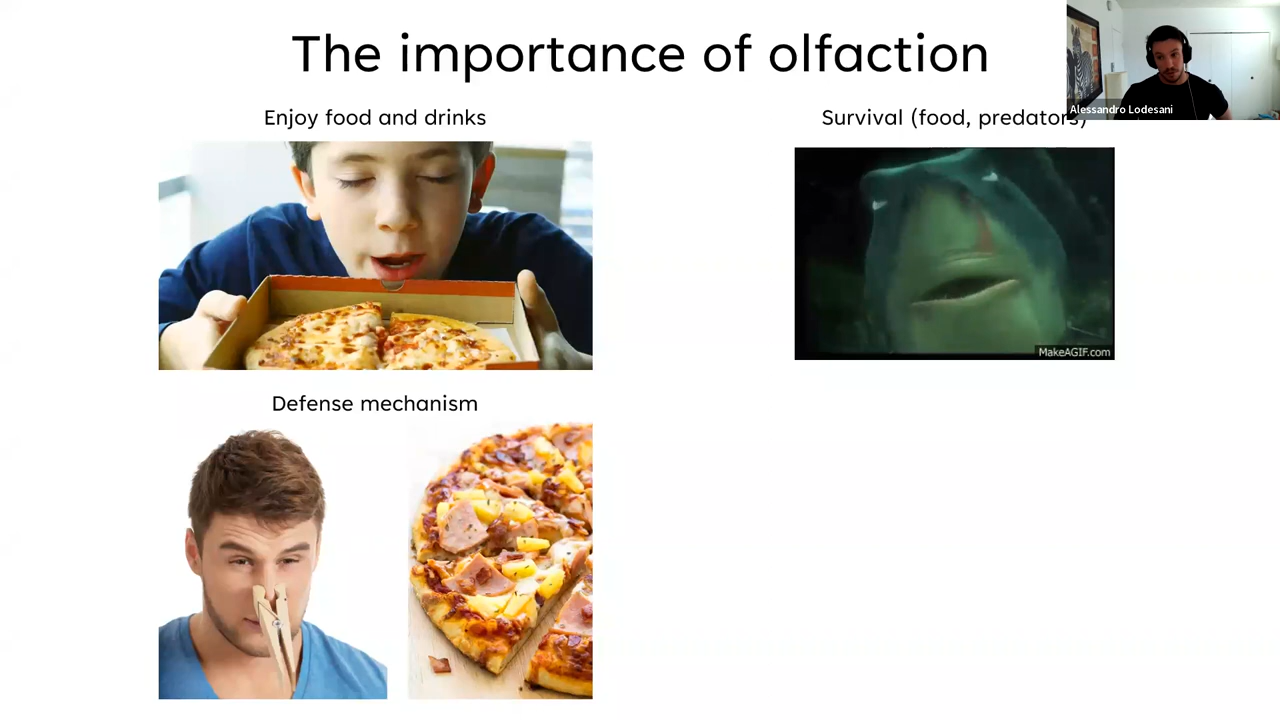 The importance of olfaction
Alessandro Lodesani
Enjoy food and drinks
Survival (food, predators)
MakeAGIF.com
Defense mechanism